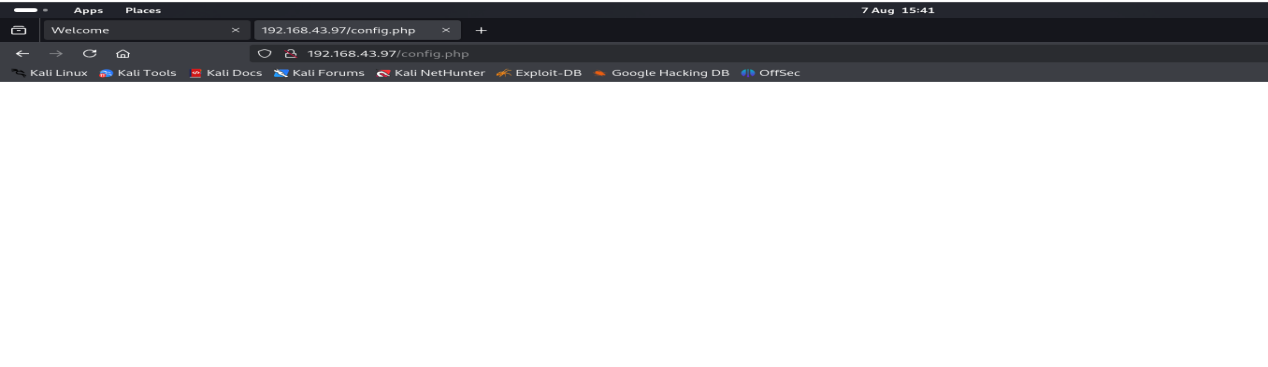 Apps Places 7 Aug 15:41
Welcome 192.168.43.97/config.php
192.168.43.97/config.php
Kali Linux Kali Tools Kali Docs Kali Forums Kali NetHunter Exploit-DB Google Hacking DB OffSec